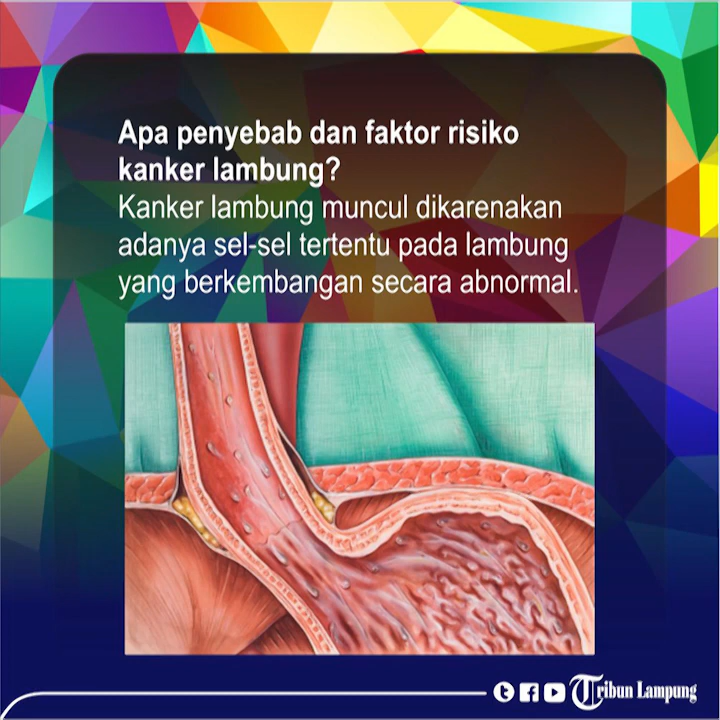 Apa penyebab dan faktor risiko
kanker lambung?
Kanker lambung muncul dikarenakan
adanya sel-sel tertentu pada lambung
yang berkembangan secara abnormal.
Tribun Lampung